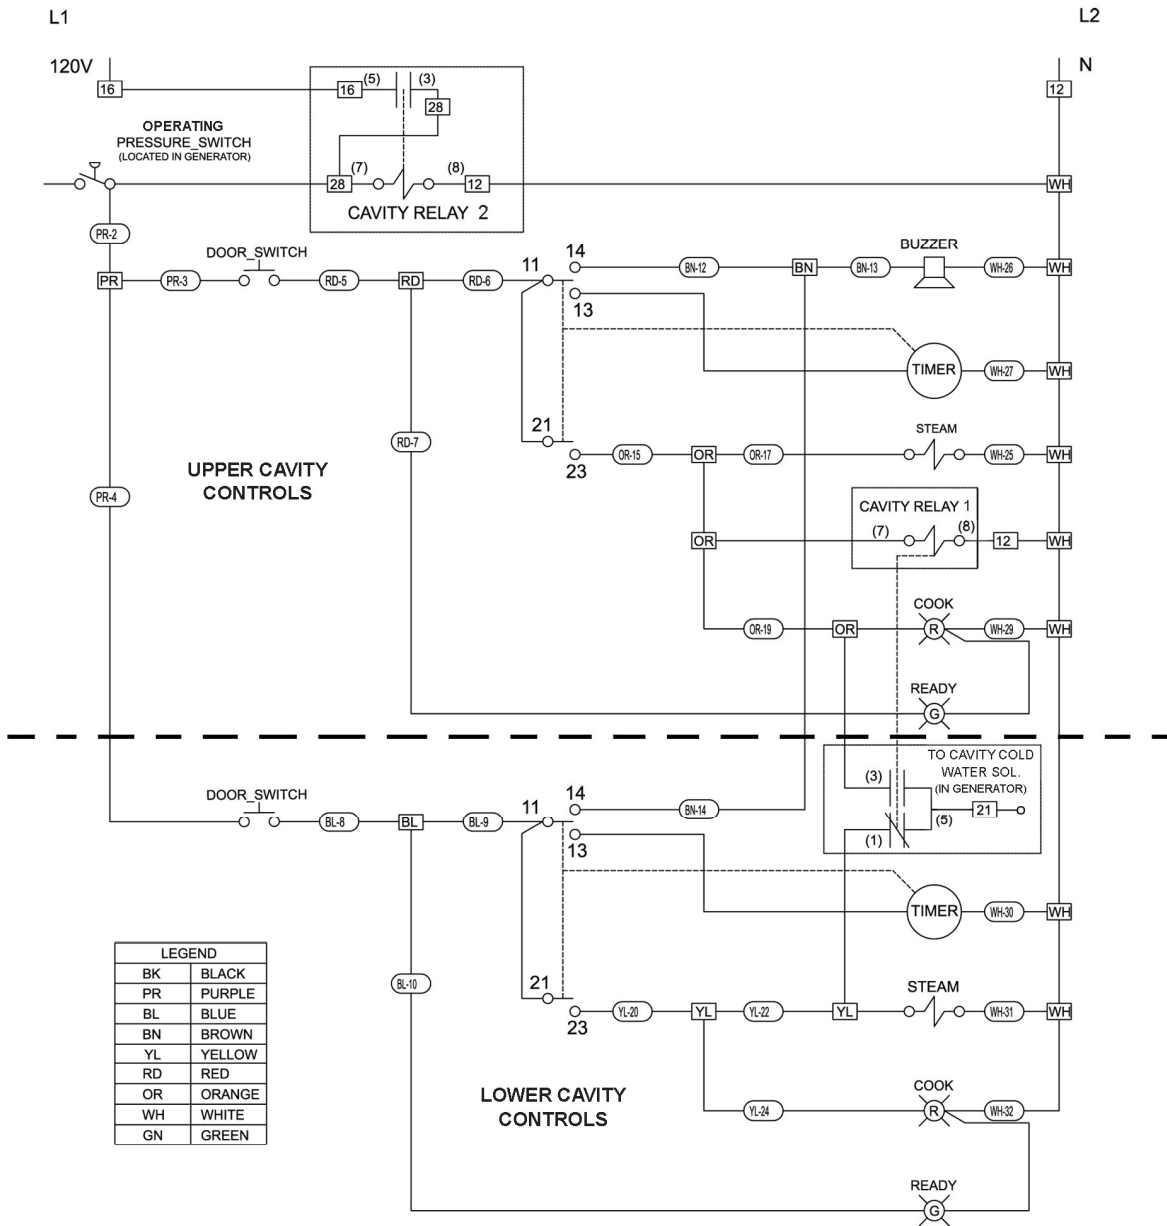 L1
L2
120V
N
16
16
(5)
(3)
12
28
OPERATING
PRESSURE_SWITCH
(LOCATED IN GENERATOR)
28
(7)
(8)
12
WH
CAVITY RELAY 2
PR-2
DOOR_SWITCH
14
BUZZER
11
BN-12
BN
BN-13
WH-26
WH
PR
PR-3
RD-5
RD
RD-6
13
TIMER
WH-27
WH
21
STEAM
RD-7
23
OR-15
OR
OR-17
WH-25
WH
UPPER CAVITY
CONTROLS
PR-4
CAVITY RELAY 1
(7)
(8)
OR
12
WH
COOK
OR-19
OR
R
WH-29
WH
READY
G
TO CAVITY COLD
WATER SOL.
(IN GENERATOR)
(3)
21
(5)
(1)
DOOR_SWITCH
14
11
BN-14
BL-8
BL
BL-9
13
TIMER
WH-30
WH
LEGEND
BK BLACK
PR PURPLE
BL BLUE
BN BROWN
YL YELLOW
RD RED
OR ORANGE
WH WHITE
GN GREEN
BL-10
21
STEAM
23
YL-20
YL
YL-22
YL
WH-31
WH
LOWER CAVITY
CONTROLS
COOK
YL-24
R
WH-32
READY
G